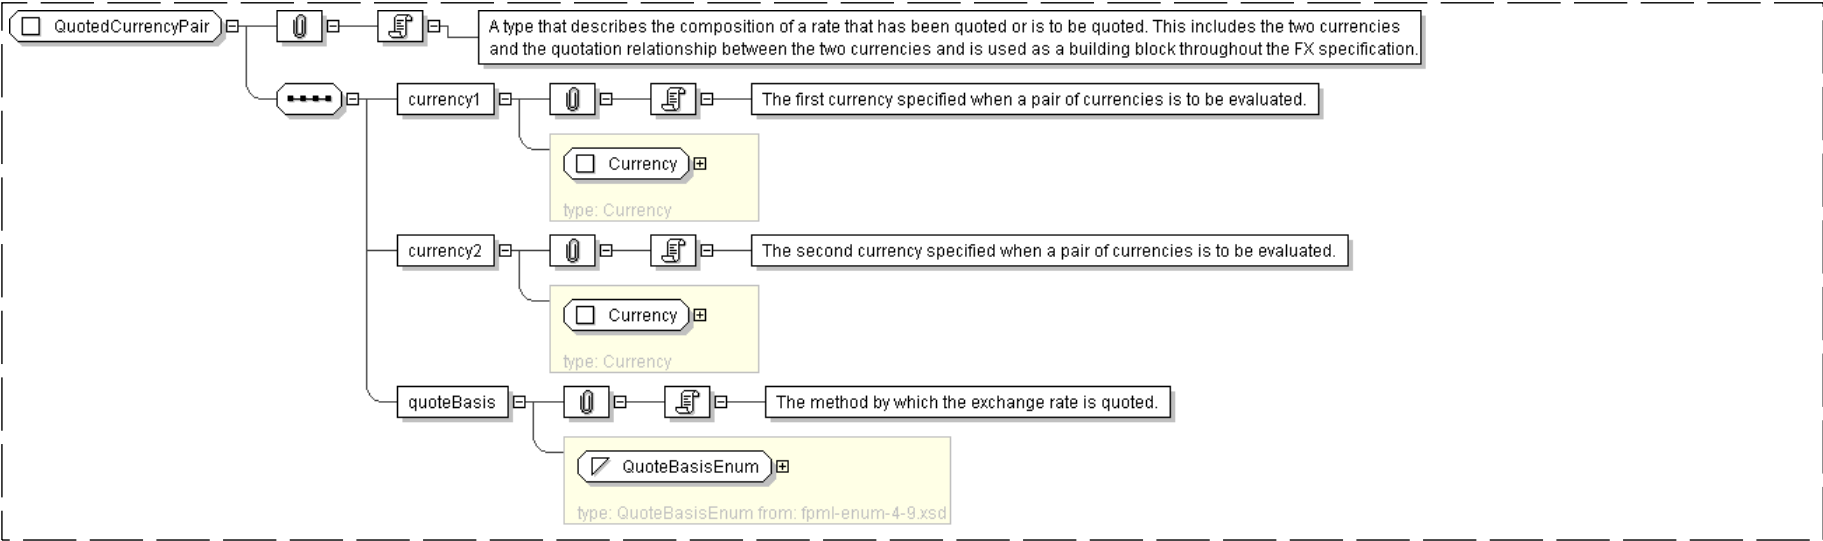 QuotedCurrencyPair
A type that describes the composition of a rate that has been quoted or is to be quoted. This includes the two currencies
and the quotation relationship between the two currencies and is used as a building block throughout the FX specification.
currency1
The first currency specified when a pair of currencies is to be evaluated.
Currency
type: Currency
currency2
The second currency specified when a pair of currencies is to be evaluated.
Currency
type: Currency
quoteBasis
The method by which the exchange rate is quoted.
QuoteBasisEnum
type: QuoteBasisEnum from: fpml-enum-4-9.xsd